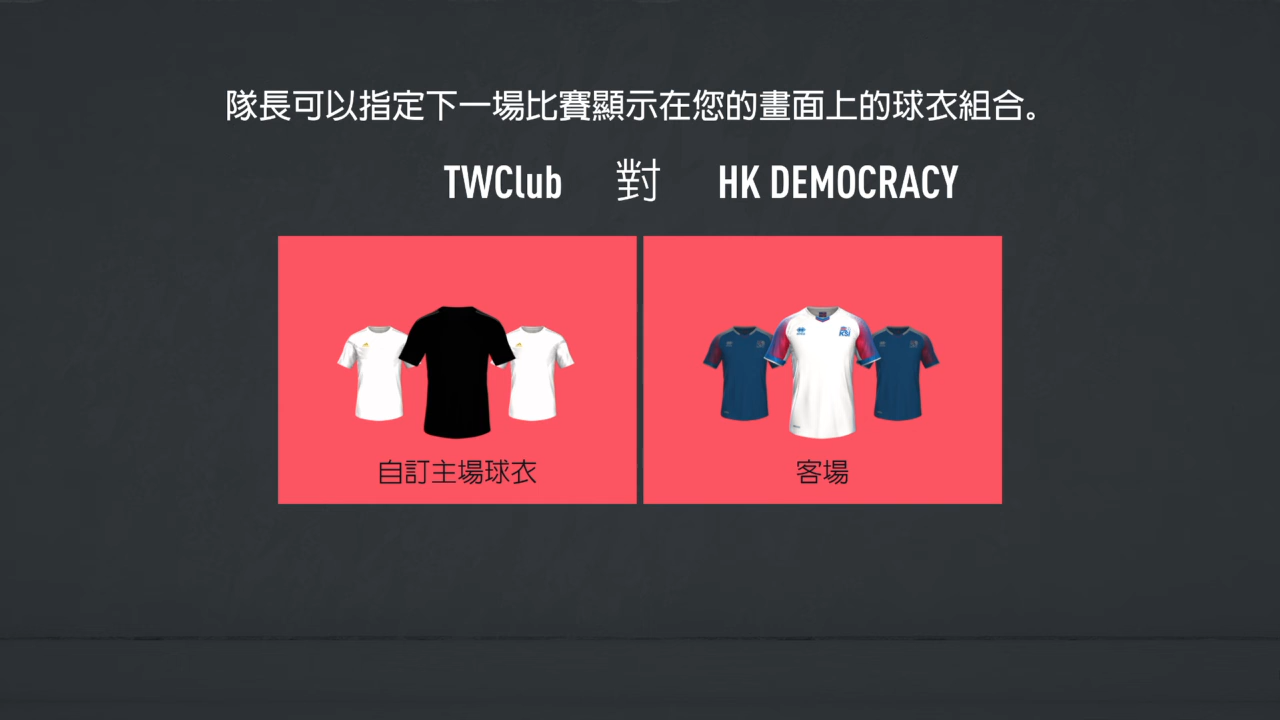 隊長可以指定下一場比賽顯示在您的畫面上的球衣組合。
TWClub 對 HK DEMOCRACY
KSÍ
自訂主場球衣
客場